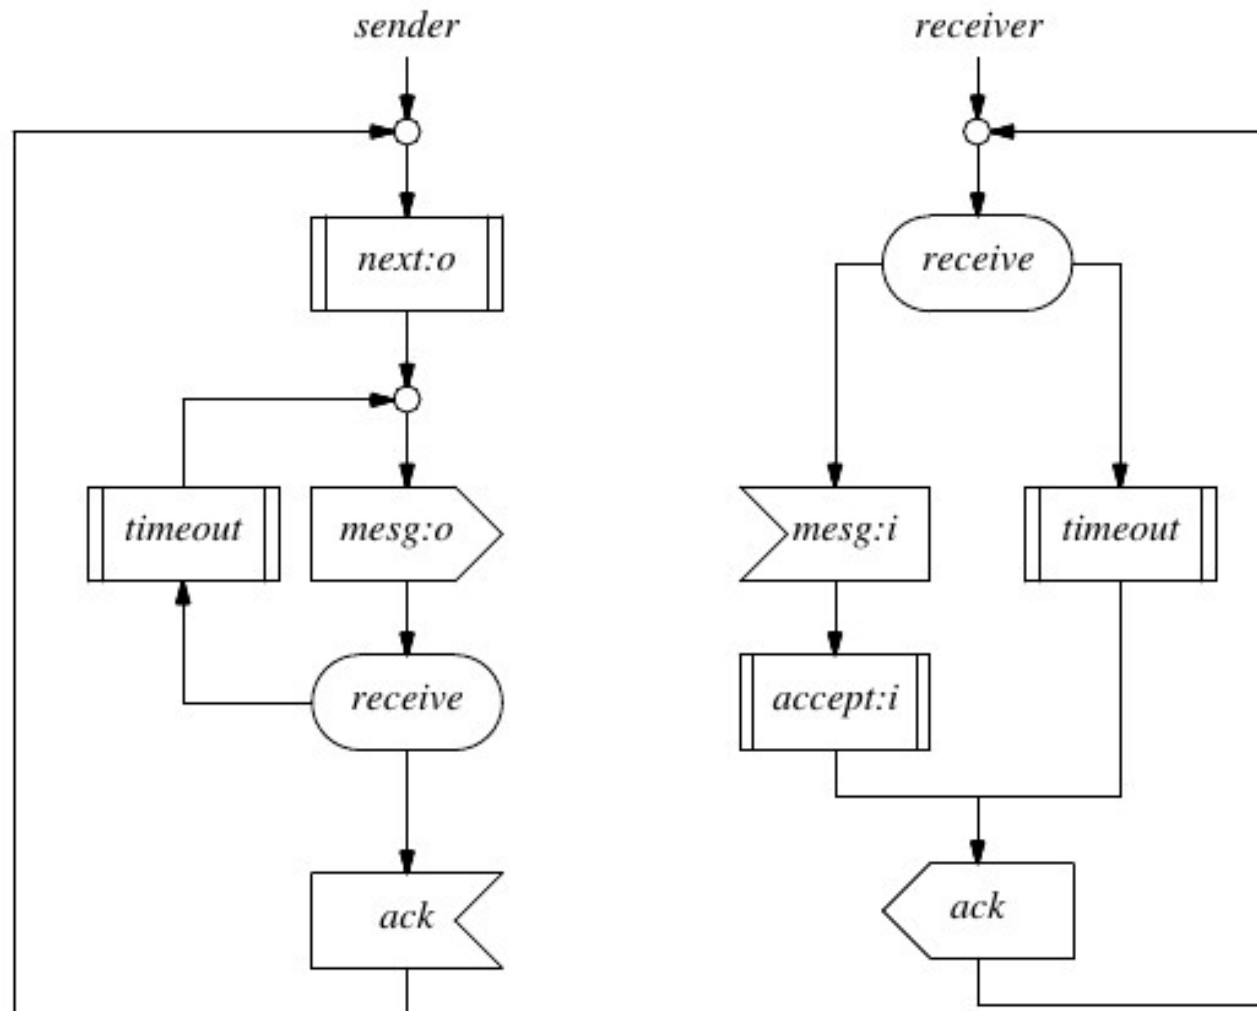 sender
next:o
timeout
mesg:o
receive
ack
receiver
receive
mesg:i
timeout
accept:i
ack